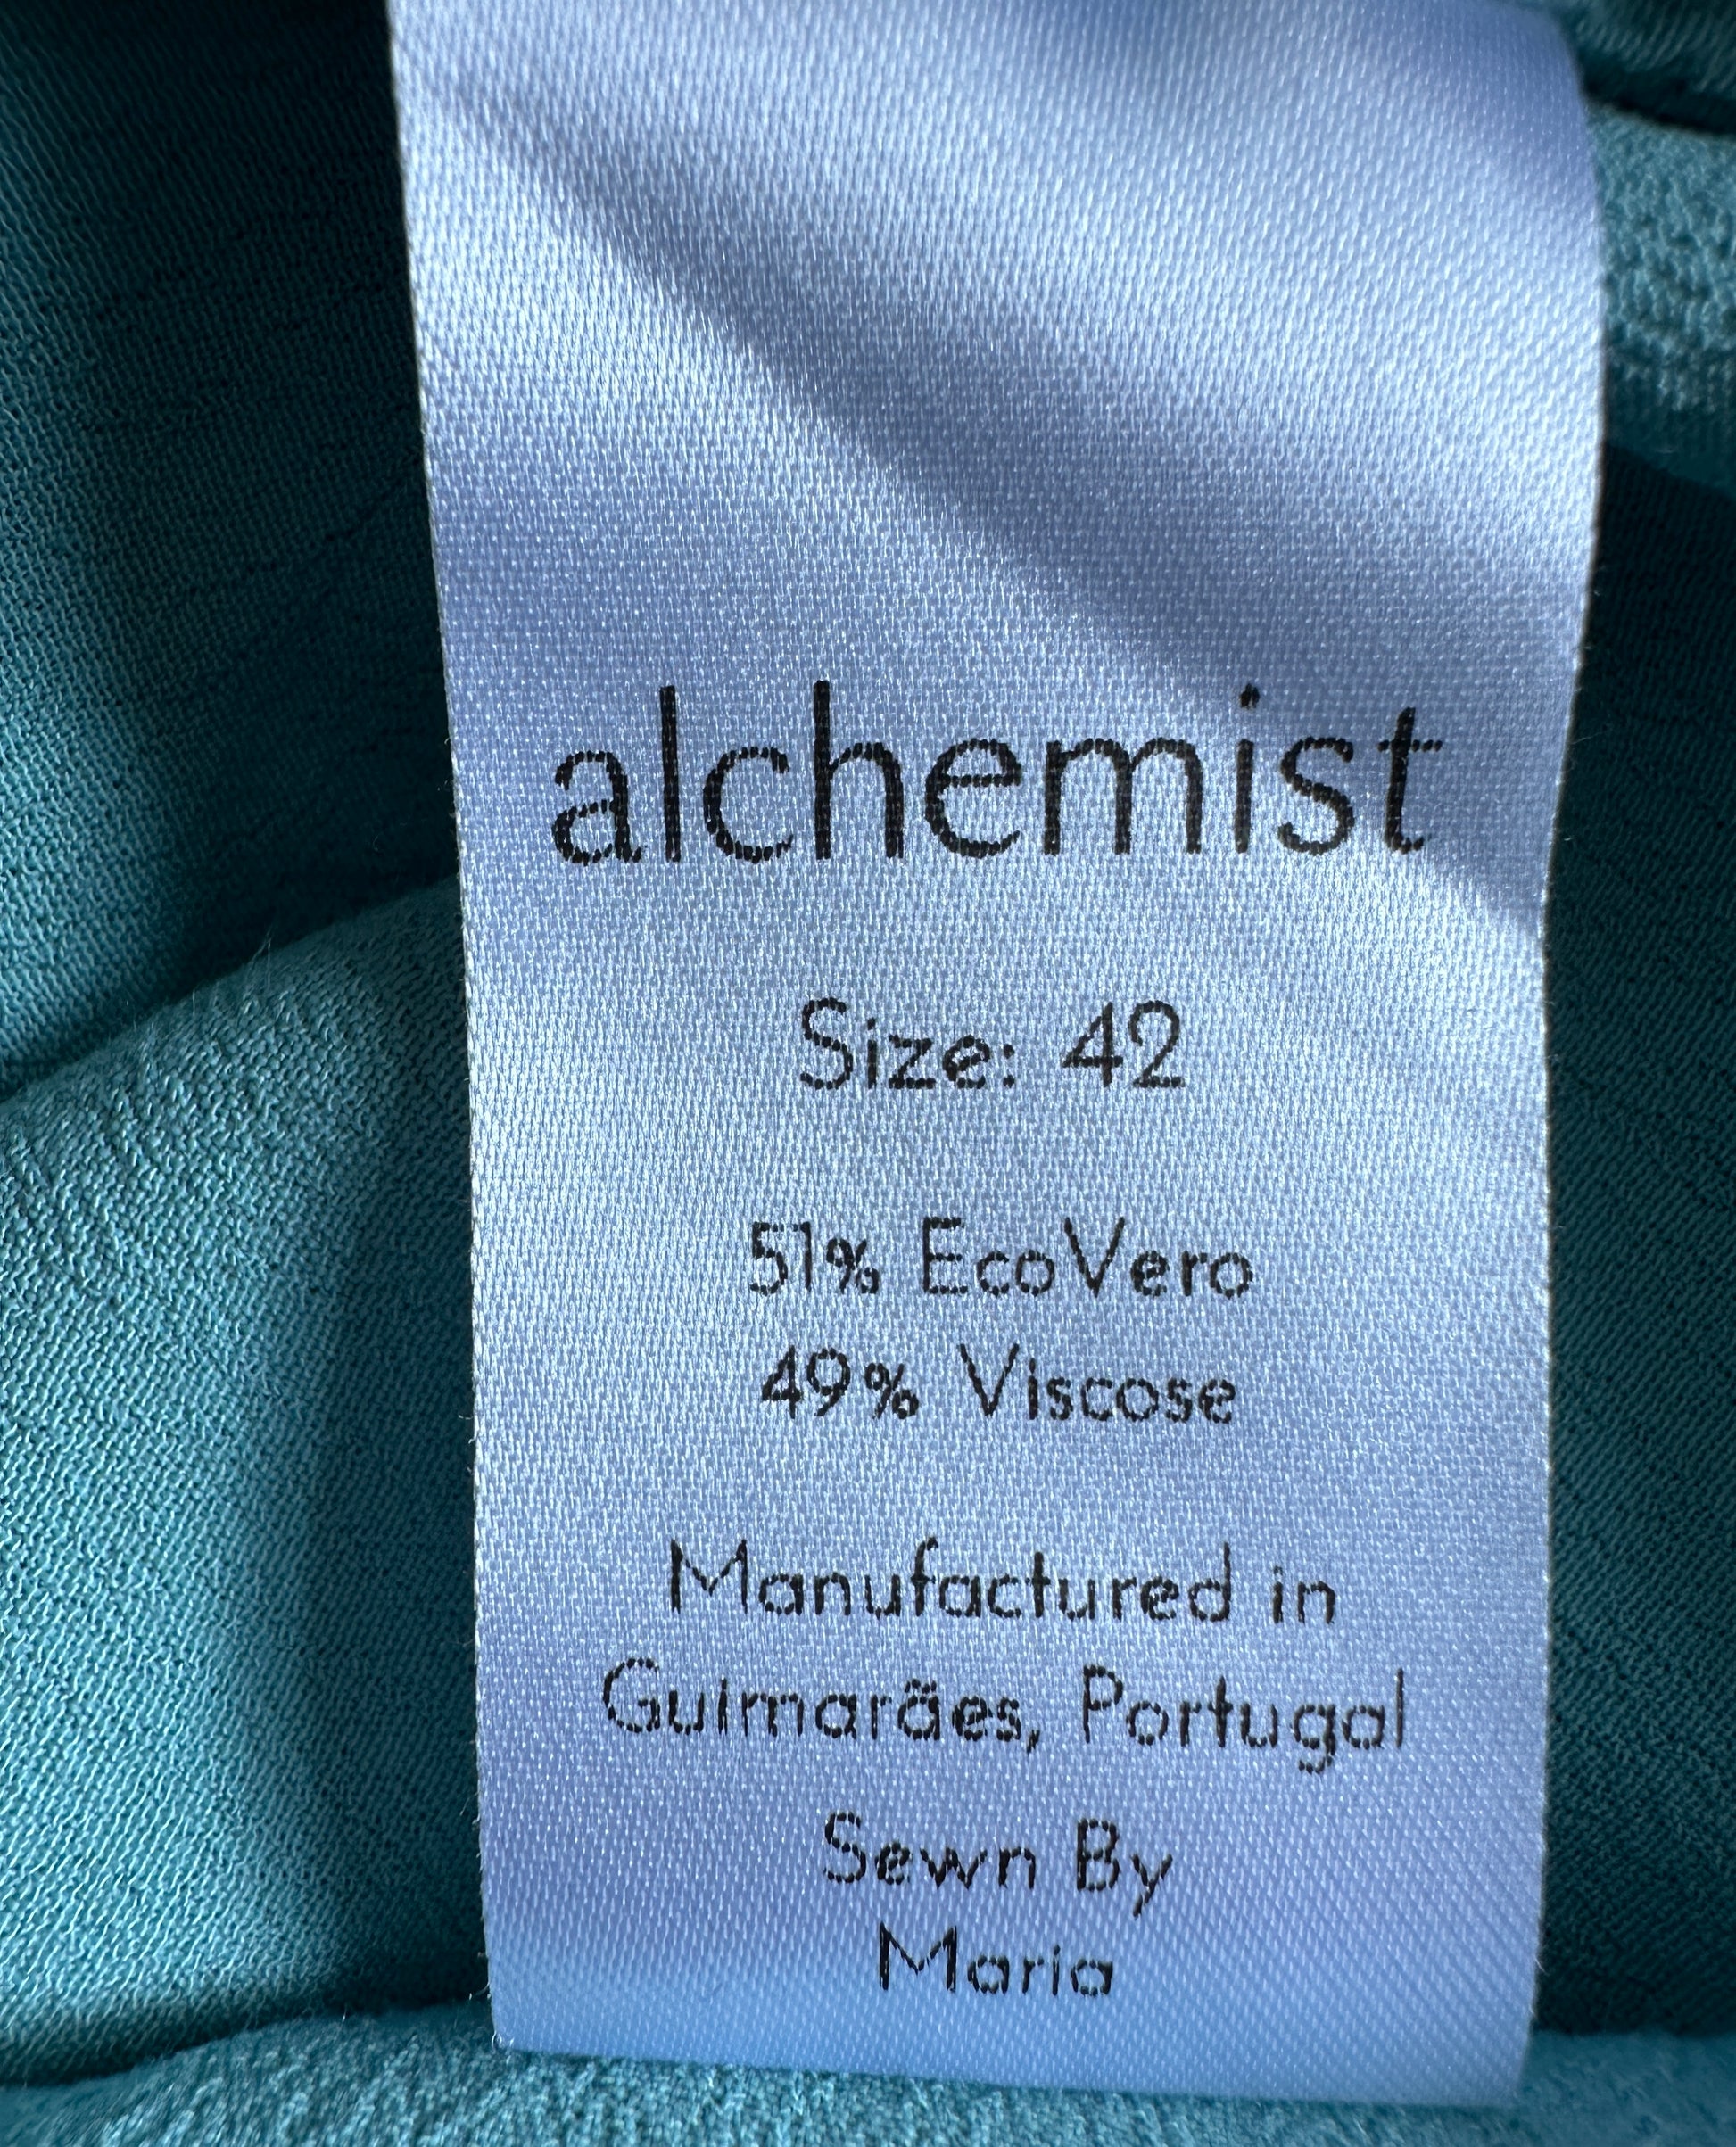 alchemist
Size: 42
51% EcoVero
49% Viscose
Manufactured in
Guimarães, Portugal
Sewn By
Maria